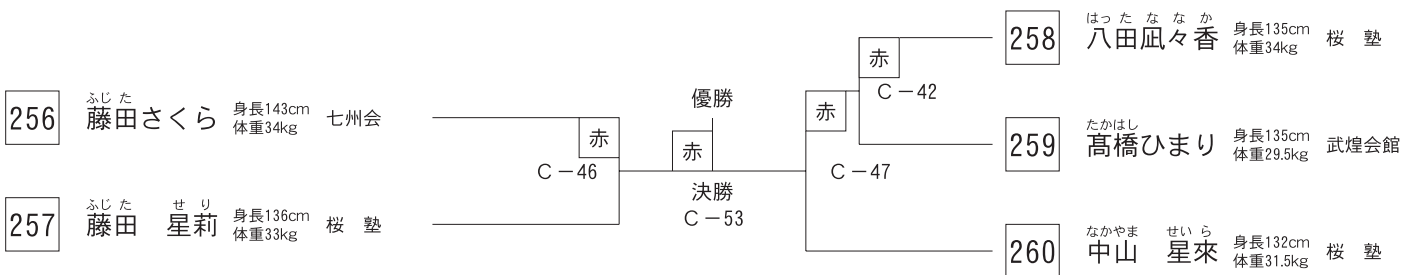 256 藤田さくら 身長143cm 体重34kg 七州会
ふじた
257 藤田 星莉 身長136cm 体重33kg 桜 塾
ふじた せり
赤
C－46
優勝
赤
決勝
C－53
赤
C－47
赤
C－42
はったななか
258 八田凪々香 身長135cm 体重34kg 桜 塾
たかはし
259 髙橋ひまり 身長135cm 体重29.5kg 武煌会館
なかやま せいら
260 中山 星來 身長132cm 体重31.5kg 桜 塾